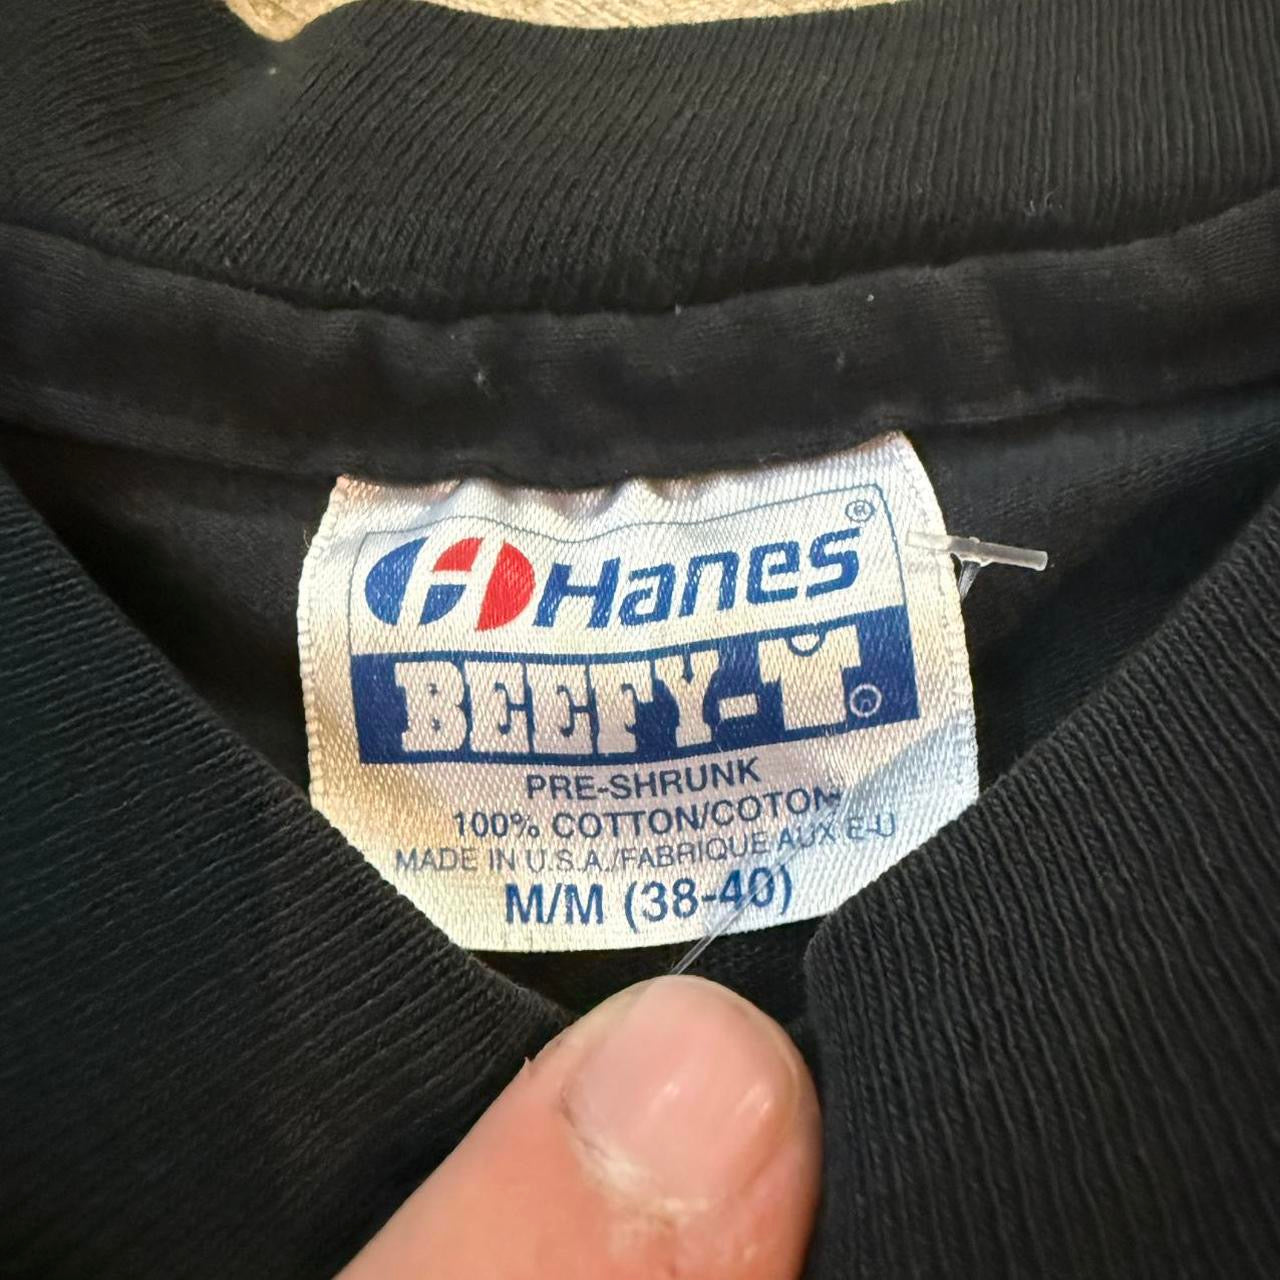 Hanes®
BEEFY-T®
PRE-SHRUNK
100% COTTON/COTON
MADE IN U.S.A./FABRIQUE AUX E-U
M/M (38-40)